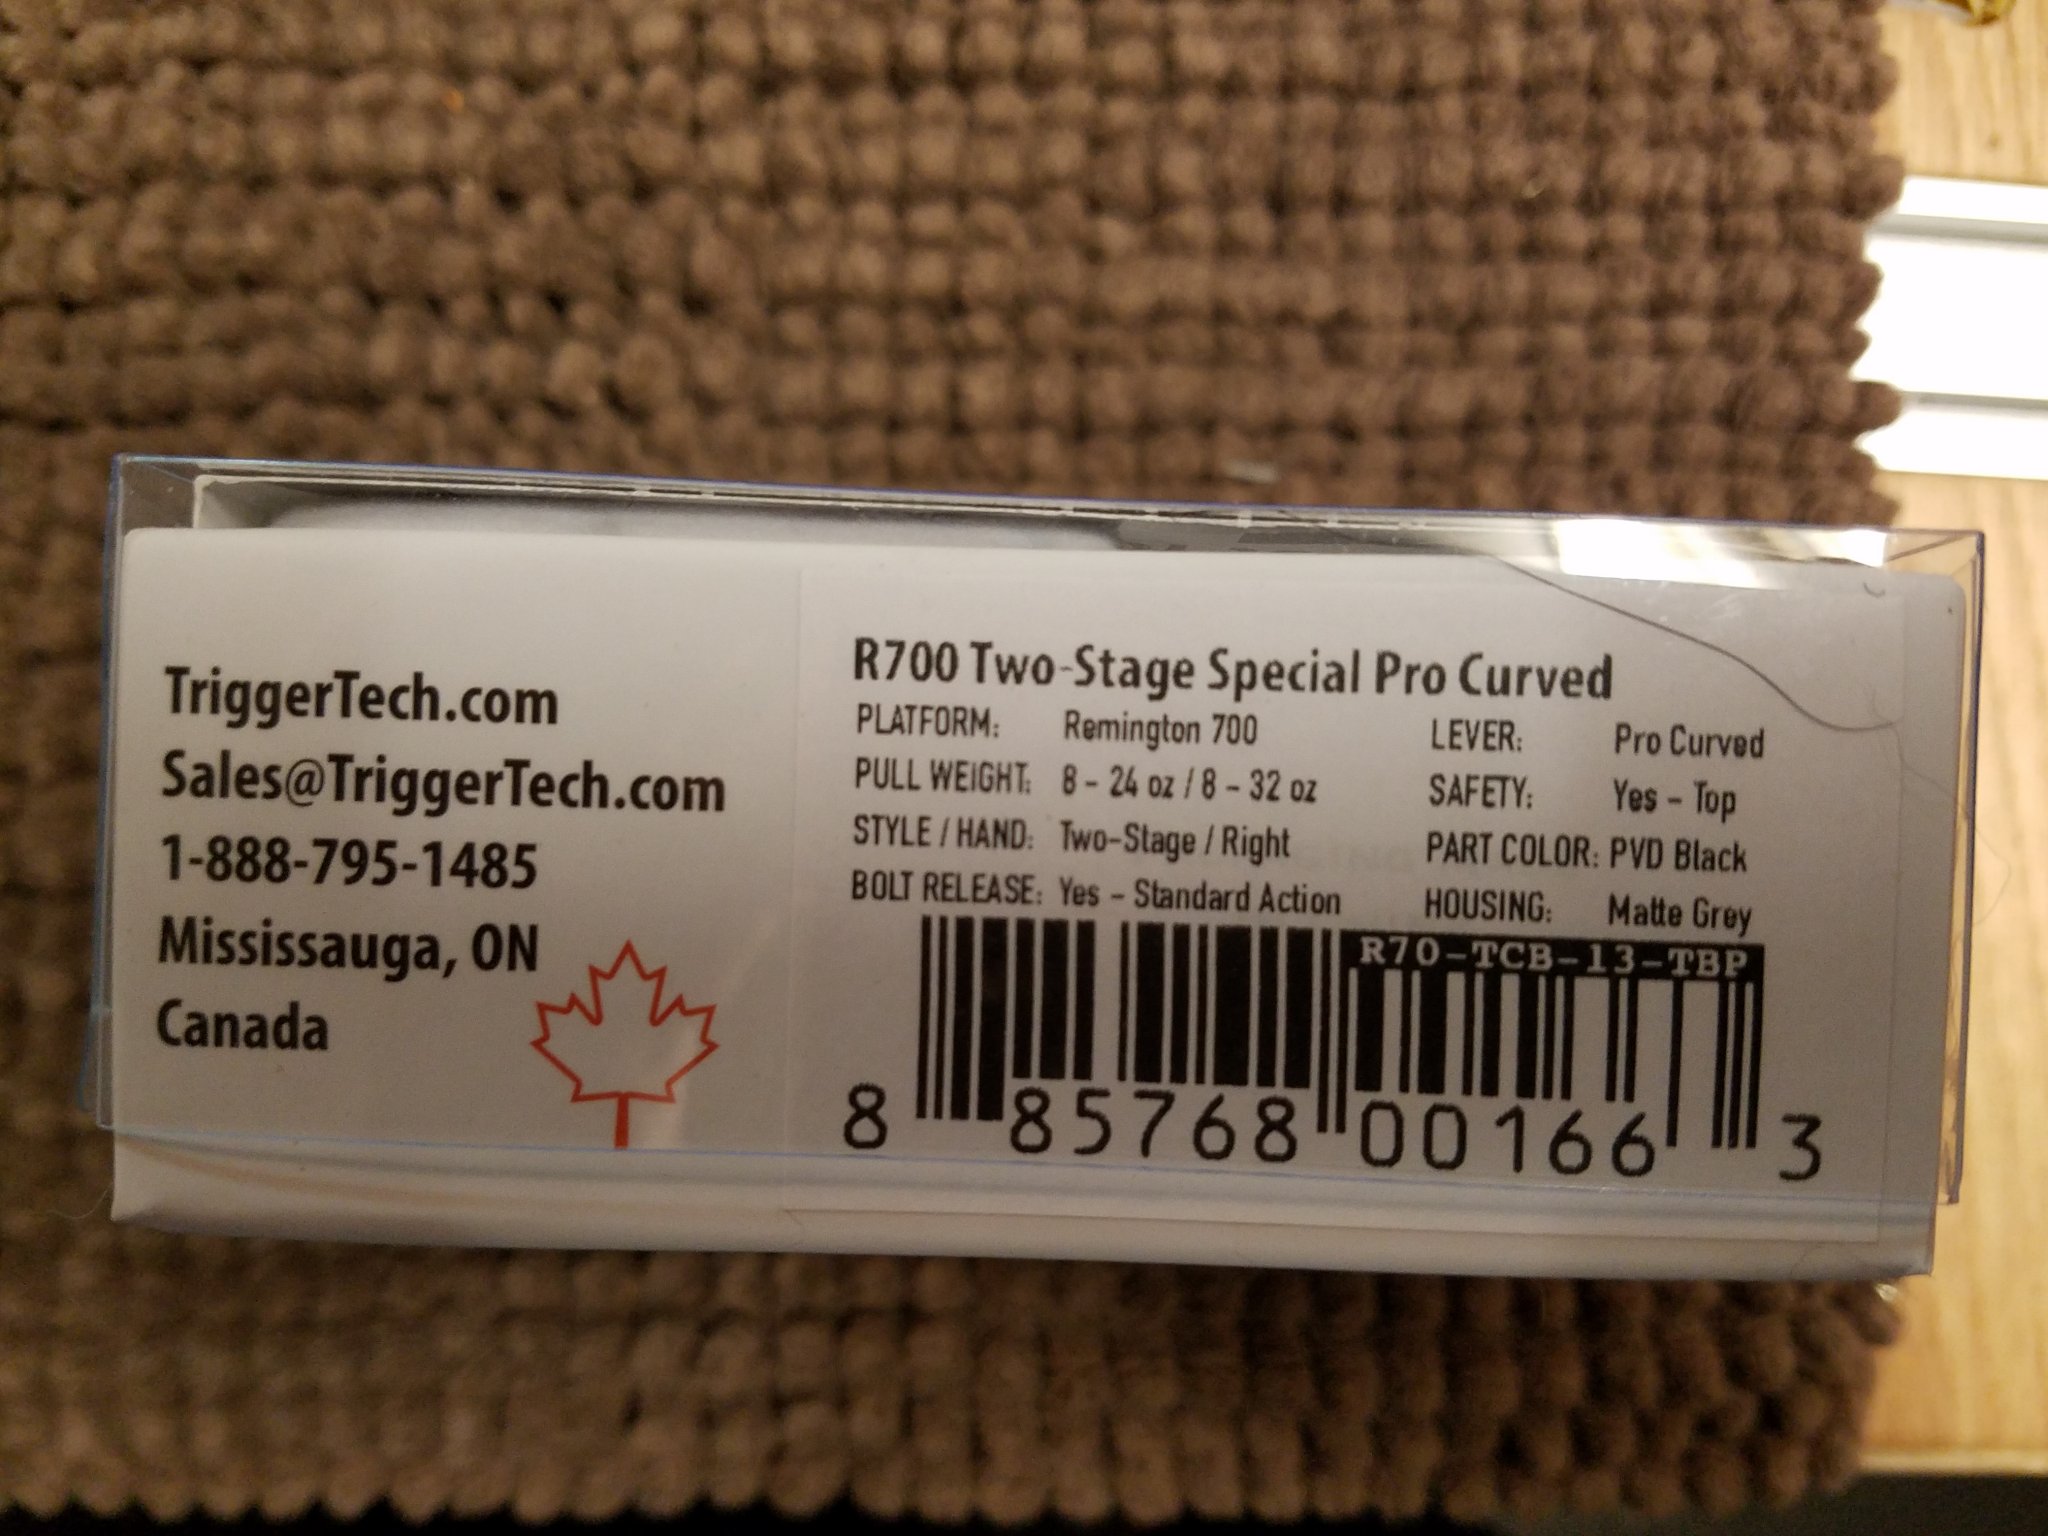 TriggerTech.com
Sales@TriggerTech.com
1-888-795-1485
Mississauga, ON
Canada
R700 Two-Stage Special Pro Curved
PLATFORM: Remington 700 LEVER: Pro Curved
PULL WEIGHT: 8 - 24 oz / 8 - 32 oz SAFETY: Yes - Top
STYLE / HAND: Two-Stage / Right PART COLOR: PVD Black
BOLT RELEASE: Yes - Standard Action HOUSING: Matte Grey
R70-TCB-13-TBP
8 85768 00166 3